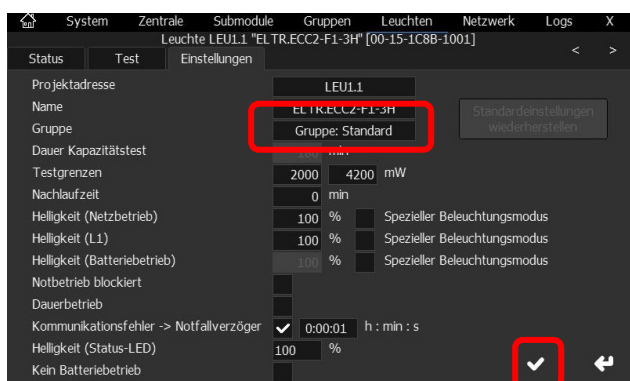 System Zentrale Submodule Gruppen Leuchten Netzwerk Logs X
Leuchte LEU1.1 "ELTR.ECC2-F1-3H" [00-15-1C8B-1001]
Status Test Einstellungen < >
Projektadresse LEU1.1
Name ELTR.ECC2-F1-3H Standardeinstellungen
Gruppe Gruppe: Standard wiederherstellen
Dauer Kapazitätstest 180 min
Testgrenzen 2000 4200 mW
Nachlaufzeit 0 min
Helligkeit (Netzbetrieb) 100 % Spezieller Beleuchtungsmodus
Helligkeit (L1) 100 % Spezieller Beleuchtungsmodus
Helligkeit (Batteriebetrieb) 100 % Spezieller Beleuchtungsmodus
Notbetrieb blockiert
Dauerbetrieb
Kommunikationsfehler -> Notfallverzöger 0:00:01 h : min : s
Helligkeit (Status-LED) 100 %
Kein Batteriebetrieb